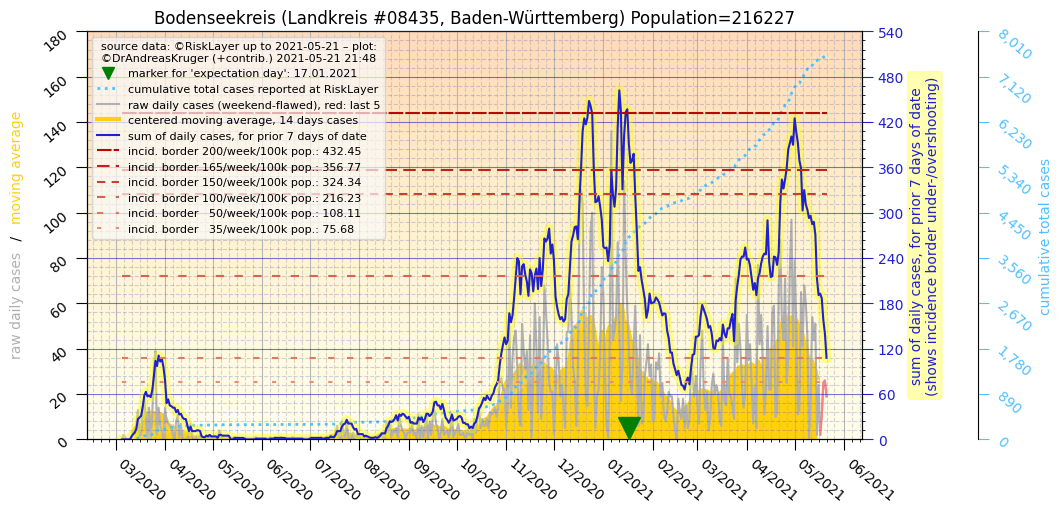 Bodenseekreis (Landkreis #08435, Baden-Württemberg) Population=216227
source data: ©RiskLayer up to 2021-05-21 – plot:
©DrAndreasKruger (+contrib.) 2021-05-21 21:48
marker for 'expectation day': 17.01.2021
cumulative total cases reported at RiskLayer
raw daily cases (weekend-flawed), red: last 5
centered moving average, 14 days cases
sum of daily cases, for prior 7 days of date
incid. border 200/week/100k pop.: 432.45
incid. border 165/week/100k pop.: 356.77
incid. border 150/week/100k pop.: 324.34
incid. border 100/week/100k pop.: 216.23
incid. border   50/week/100k pop.: 108.11
incid. border   35/week/100k pop.: 75.68
raw daily cases / moving average
180
160
140
120
100
80
60
40
20
0
03/2020
04/2020
05/2020
06/2020
07/2020
08/2020
09/2020
10/2020
11/2020
12/2020
01/2021
02/2021
03/2021
04/2021
05/2021
06/2021
540
480
420
360
300
240
180
120
60
0
sum of daily cases, for prior 7 days of date
(shows incidence border under-/overshooting)
8,010
7,120
6,230
5,340
4,450
3,560
2,670
1,780
890
0
cumulative total cases